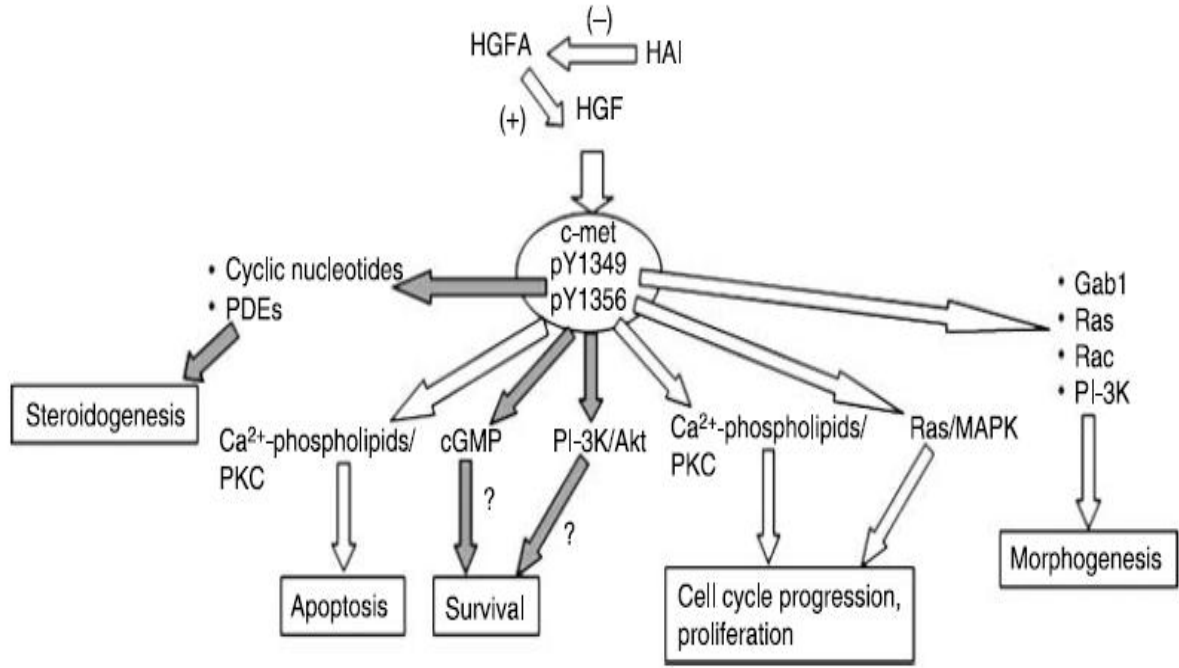 (–)
HGFA
HAI
(+)
HGF
c-met
pY1349
pY1356
• Cyclic nucleotides
• PDEs
• Gab1
• Ras
• Rac
• PI-3K
Steroidogenesis
Ca²⁺-phospholipids/
PKC
cGMP
PI-3K/Akt
Ca²⁺-phospholipids/
PKC
Ras/MAPK
?
?
Morphogenesis
Apoptosis
Survival
Cell cycle progression,
proliferation